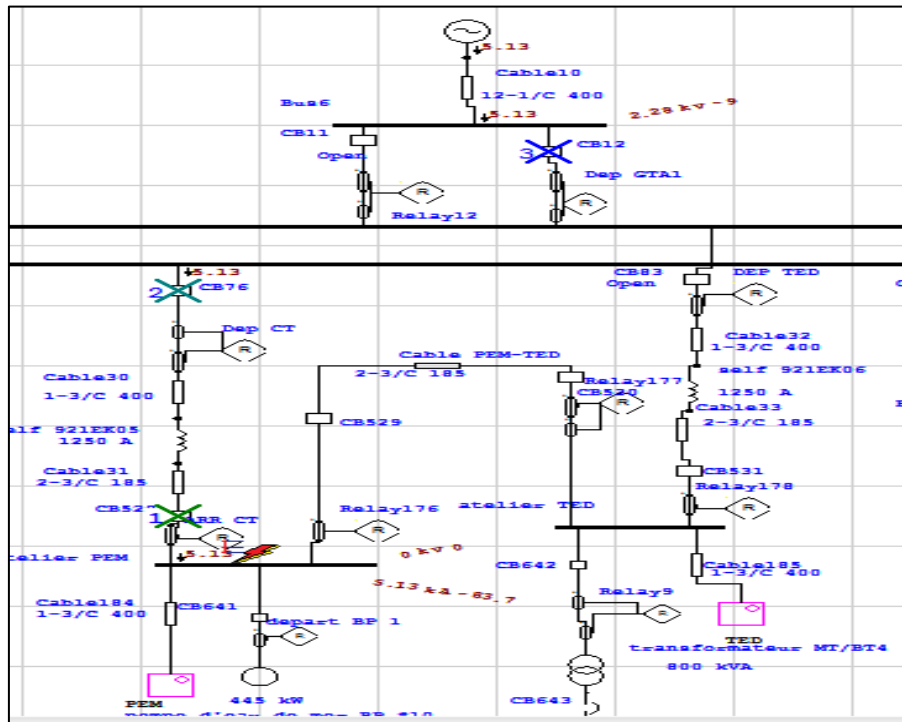 5.13
Cable10
12-1/C 400
Bus6
5.13
2.28 kV -9
CB11
Open
3
CB12
Dep GTA1
R
R
Relay12
5.13
CB83
DEP TED
Open
2
CB76
R
Dep CT
R
Cable32
1-3/C 400
Cable PEM-TED
Cable30
1-3/C 400
2-3/C 185
Relay177
CB520
self 921EK06
1250 A
R
Cable33
2-3/C 185
self 921EK05
1250 A
CB529
Cable31
2-3/C 185
CB531
Relay178
CB52~
1
ARR CT
Relay176
atelier TED
R
R
R
5.13
atelier PEM
0 kV 0
5.13 kA -83.7
CB642
Cable185
1-3/C 400
Cable184
1-3/C 400
CB641
Relay9
depart BP 1
R
R
TED
transformateur MT/BT4
800 kVA
PEM
445 kW
CB643